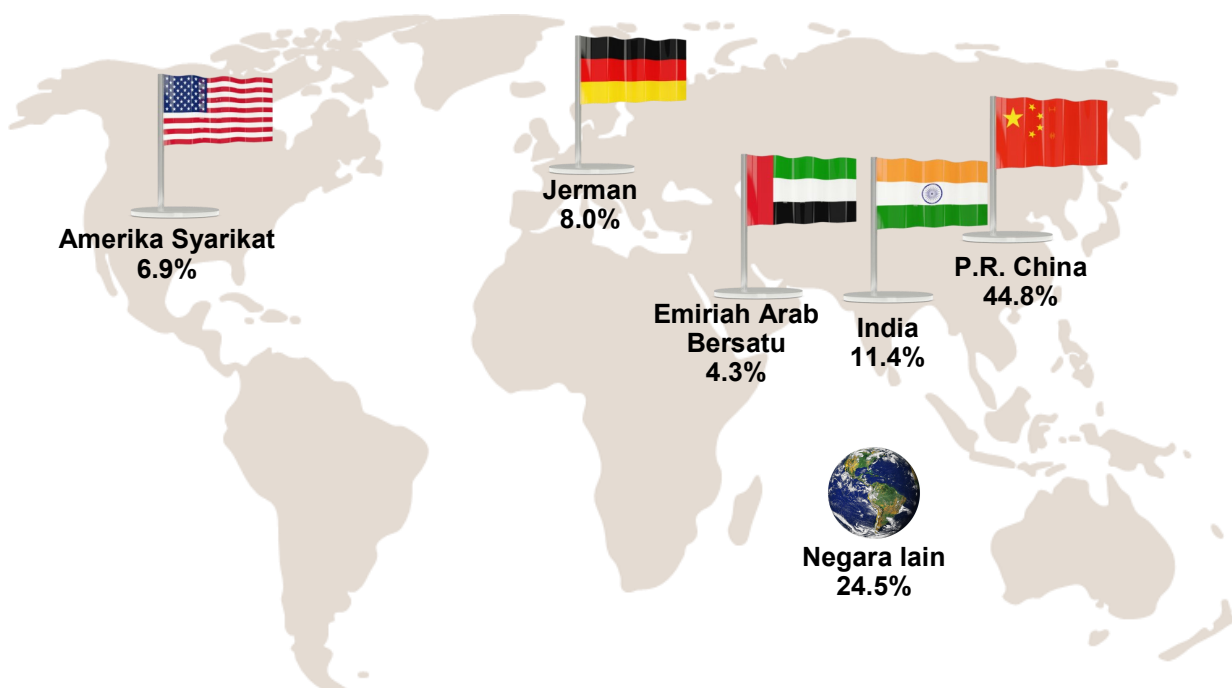 Amerika Syarikat
6.9%
Jerman
8.0%
Emiriah Arab
Bersatu
4.3%
India
11.4%
P.R. China
44.8%
Negara lain
24.5%